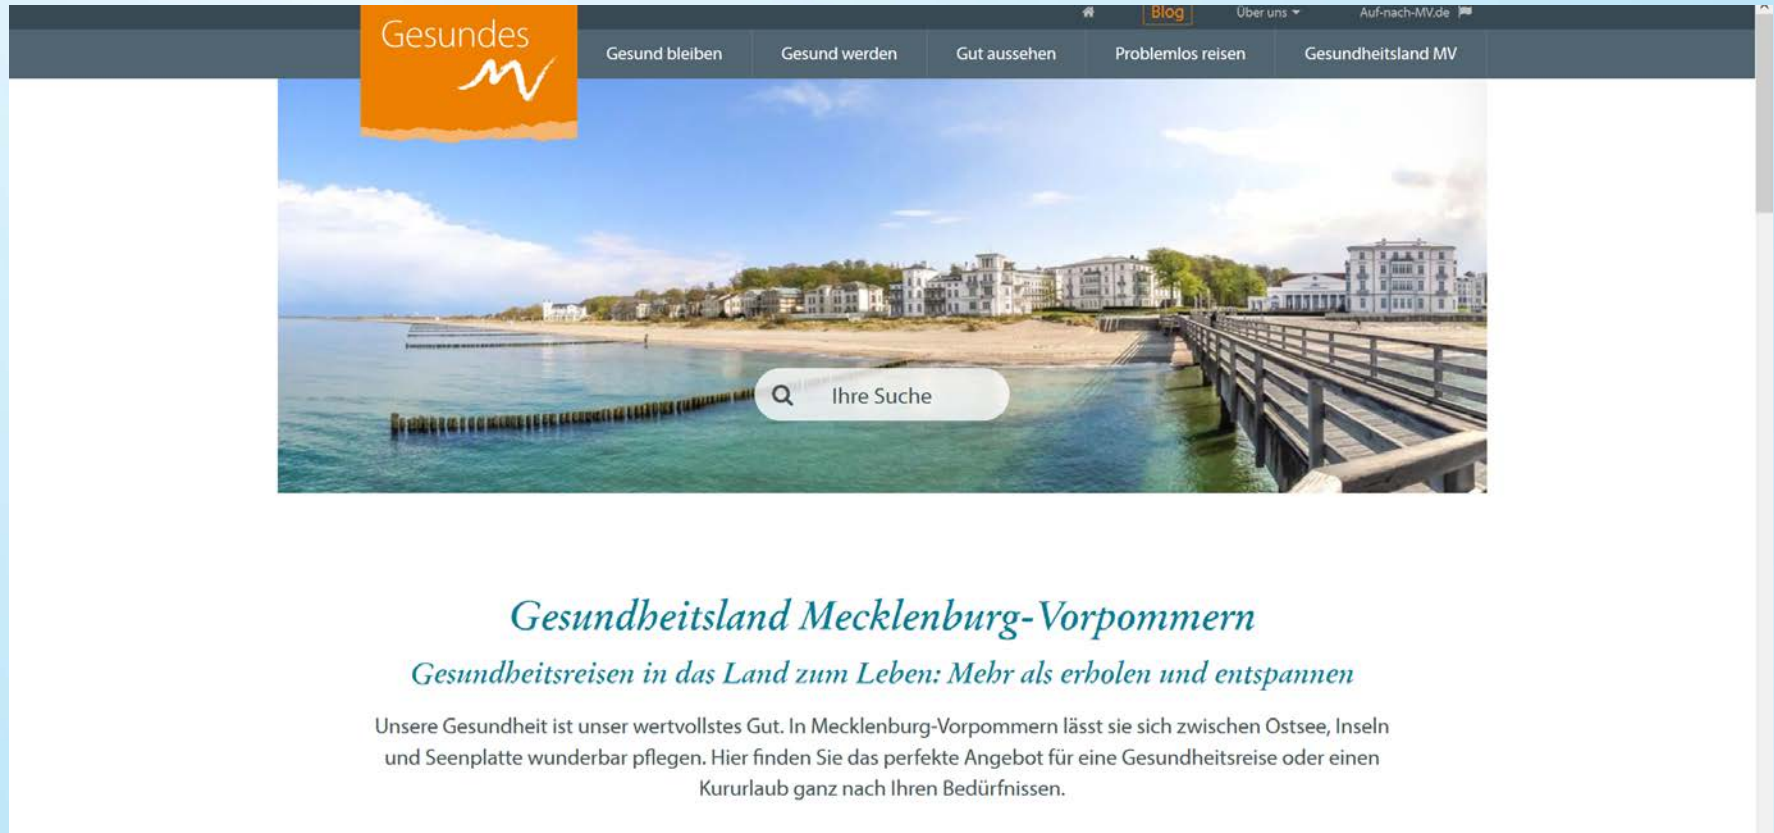 Blog Über uns Auf-nach-MV.de
Gesundes
MV
Gesund bleiben Gesund werden Gut aussehen Problemlos reisen Gesundheitsland MV
Ihre Suche
Gesundheitsland Mecklenburg-Vorpommern
Gesundheitsreisen in das Land zum Leben: Mehr als erholen und entspannen
Unsere Gesundheit ist unser wertvollstes Gut. In Mecklenburg-Vorpommern lässt sie sich zwischen Ostsee, Inseln
und Seenplatte wunderbar pflegen. Hier finden Sie das perfekte Angebot für eine Gesundheitsreise oder einen
Kururlaub ganz nach Ihren Bedürfnissen.